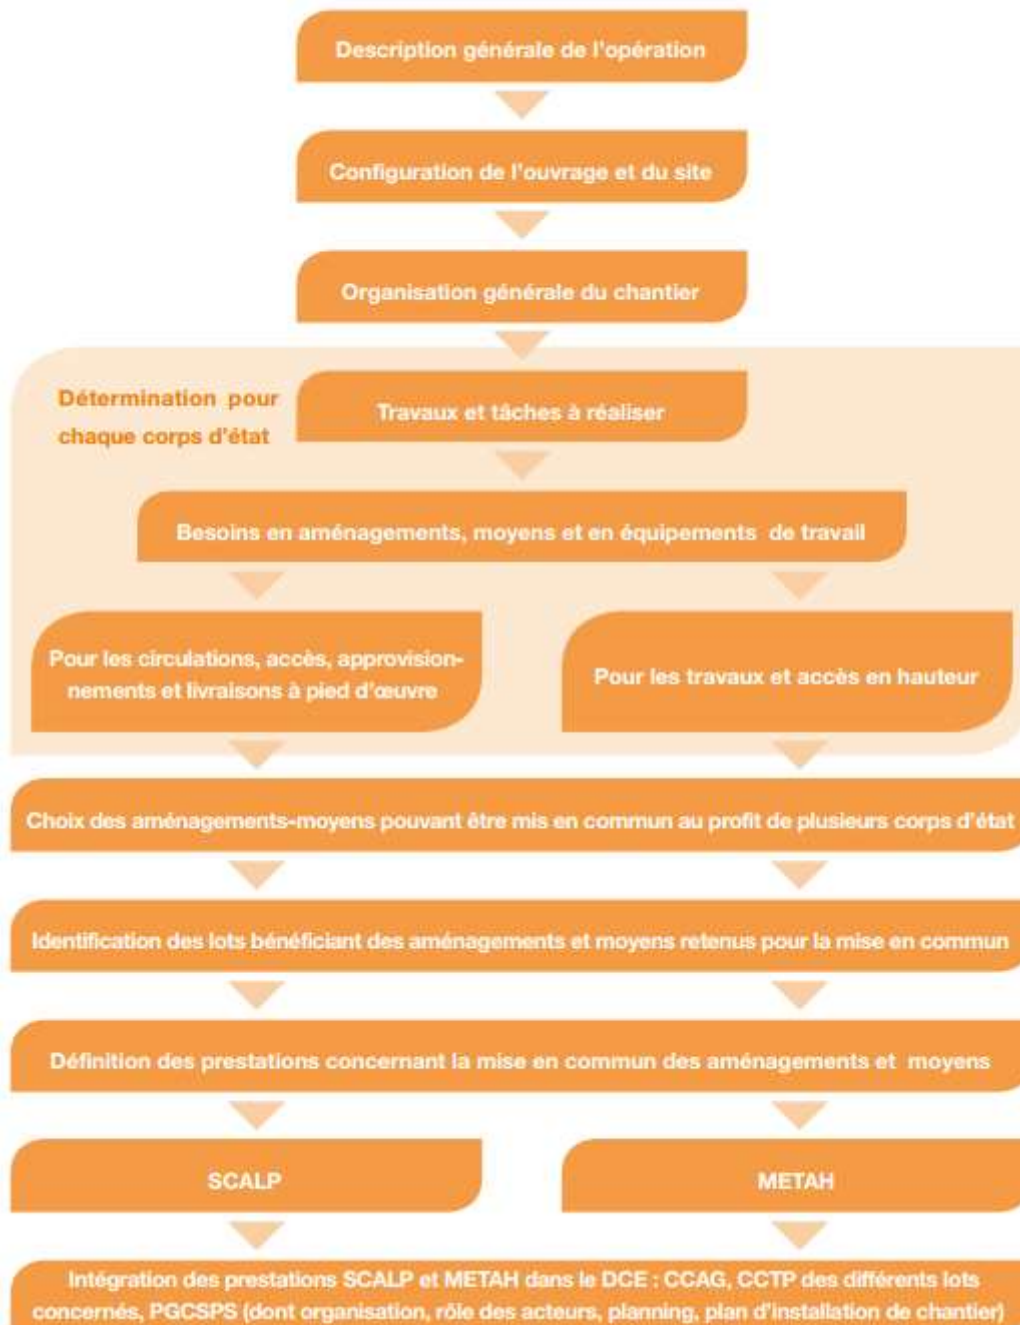 Description générale de l'opération
Configuration de l'ouvrage et du site
Organisation générale du chantier
Détermination pour
chaque corps d'état
Travaux et tâches à réaliser
Besoins en aménagements, moyens et en équipements de travail
Pour les circulations, accès, approvision-
nements et livraisons à pied d'œuvre
Pour les travaux et accès en hauteur
Choix des aménagements-moyens pouvant être mis en commun au profit de plusieurs corps d'état
Identification des lots bénéficiant des aménagements et moyens retenus pour la mise en commun
Définition des prestations concernant la mise en commun des aménagements et moyens
SCALP
METAH
Intégration des prestations SCALP et METAH dans le DCE : CCAG, CCTP des différents lots
concernés, PGCSPS (dont organisation, rôle des acteurs, planning, plan d'installation de chantier)